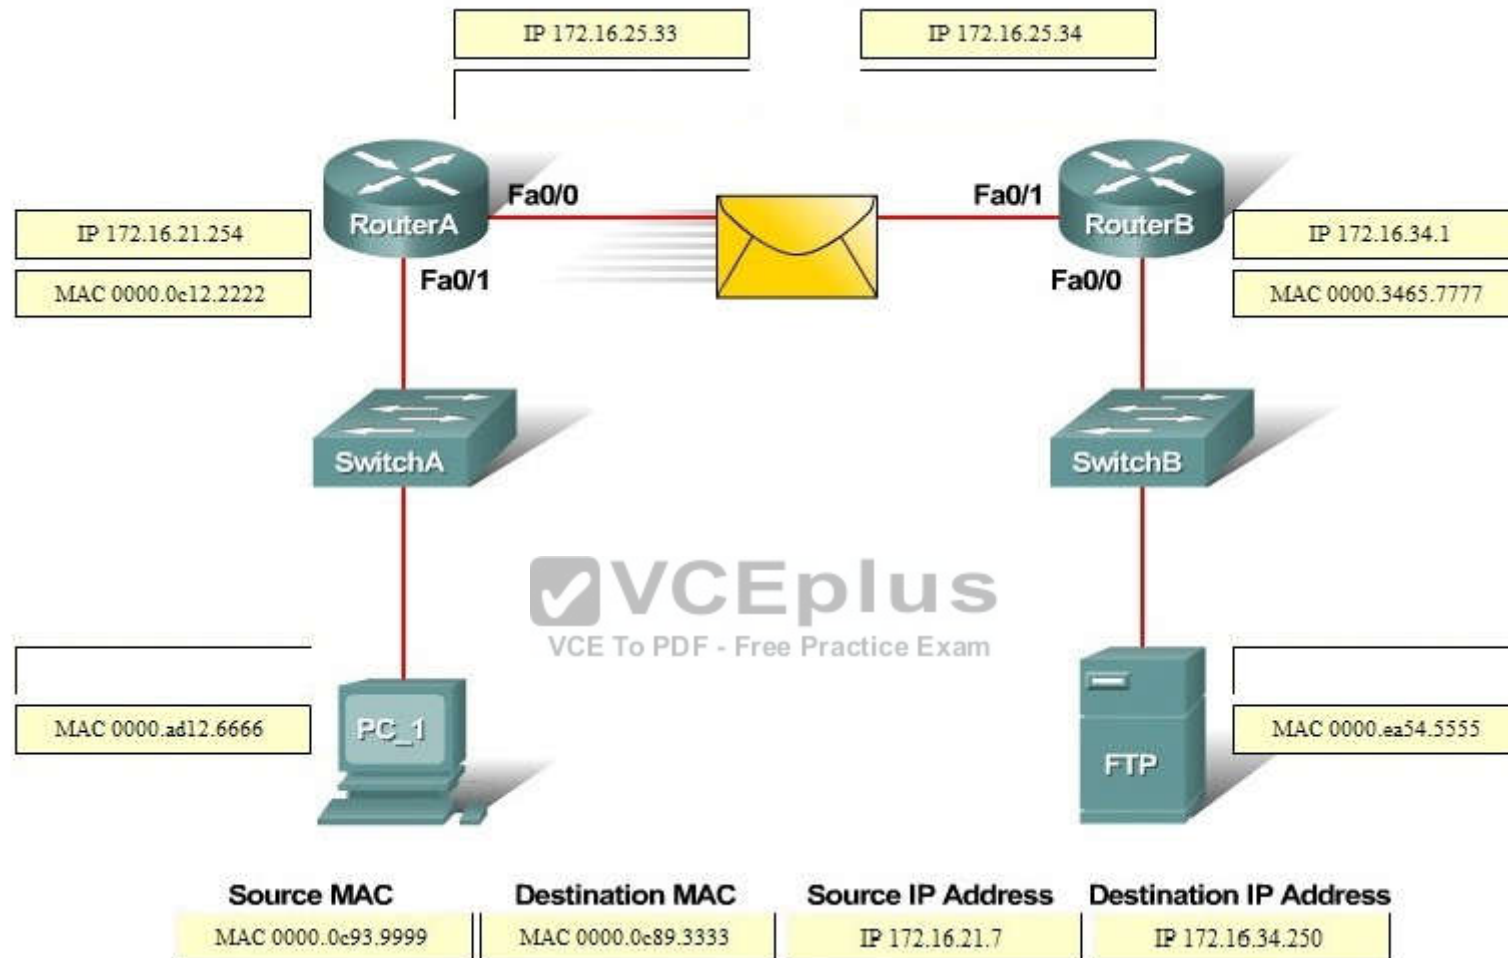 IP 172.16.25.33
IP 172.16.25.34
RouterA
Fa0/0
Fa0/1
RouterB
IP 172.16.21.254
IP 172.16.34.1
MAC 0000.0c12.2222
Fa0/1
Fa0/0
MAC 0000.3465.7777
SwitchA
SwitchB
VCEplus
VCE To PDF - Free Practice Exam
MAC 0000.ad12.6666
PC_1
FTP
MAC 0000.ea54.5555
Source MAC
Destination MAC
Source IP Address
Destination IP Address
MAC 0000.0c93.9999
MAC 0000.0c89.3333
IP 172.16.21.7
IP 172.16.34.250